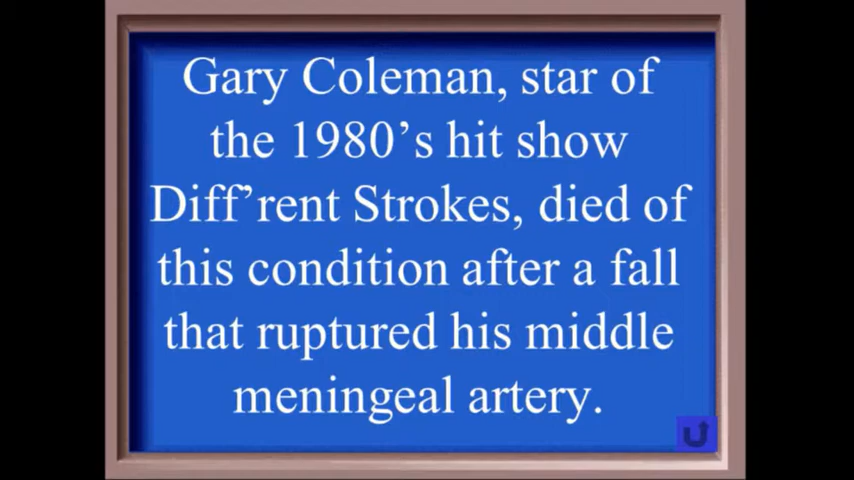 Gary Coleman, star of
the 1980’s hit show
Diff’rent Strokes, died of
this condition after a fall
that ruptured his middle
meningeal artery.